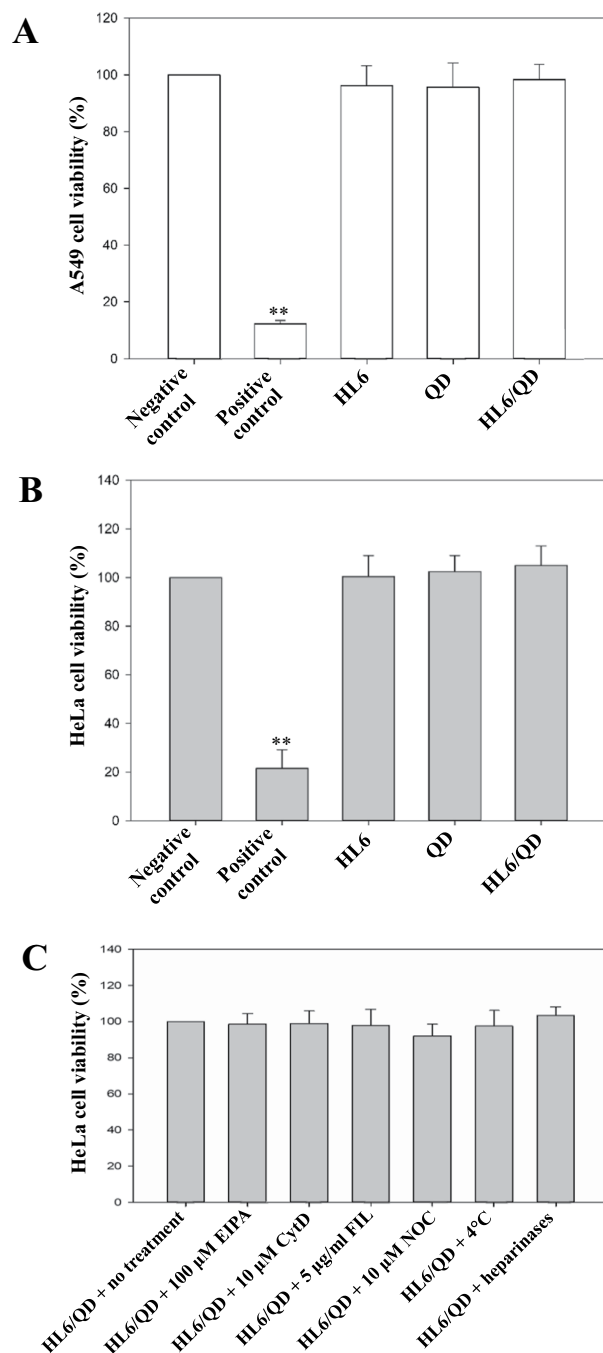 A
A549 cell viability (%)
120
100
80
60
40
20
0
**
Negative
control
Positive
control
HL6
QD
HL6/QD
B
HeLa cell viability (%)
140
120
100
80
60
40
20
0
**
Negative
control
Positive
control
HL6
QD
HL6/QD
C
HeLa cell viability (%)
140
120
100
80
60
40
20
0
HL6/QD + no treatment
HL6/QD + 100 µM EIPA
HL6/QD + 10 µM CytD
HL6/QD + 5 µg/ml FIL
HL6/QD + 10 µM NOC
HL6/QD + 4°C
HL6/QD + heparinases